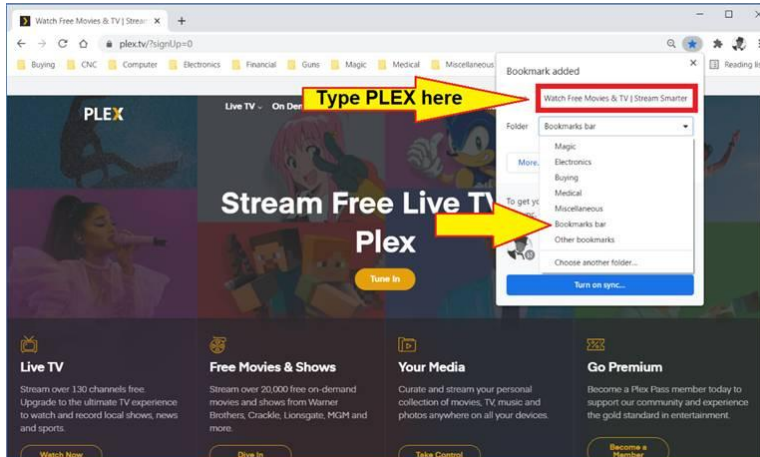 Watch Free Movies & TV | Stream
plex.tv/?signUp=0
Buying CNC Computer Electronics Financial Guns Magic Medical Miscellaneous Reading lis
Bookmark added
Type PLEX here
Watch Free Movies & TV | Stream Smarter
PLEX
Live TV On Den
Folder Bookmarks bar
Magic
More.
Electronics
Buying
Medical
To get yo
Miscellaneous
Bookmarks bar
Other bookmarks
Choose another folder...
Turn on sync...
Stream Free Live TV
Plex
Tune In
Live TV
Stream over 130 channels free.
Upgrade to the ultimate TV experience
to watch and record local shows, news
and sports.
Watch Now
Free Movies & Shows
Stream over 20,000 free on-demand
movies and shows from Warner
Brothers, Crackle, Lionsgate, MGM and
more.
Dive In
Your Media
Curate and stream your personal
collection of movies, TV, music and
photos anywhere on all your devices.
Take Control
Go Premium
Become a Plex Pass member today to
support our community and experience
the gold standard in entertainment.
Become a
Member